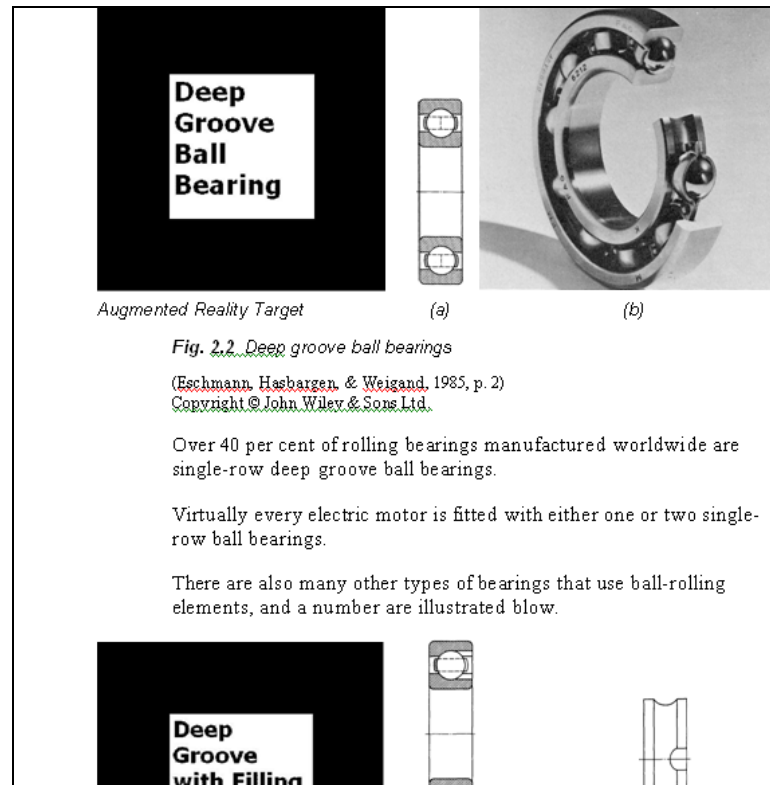 Deep
Groove
Ball
Bearing
Augmented Reality Target
(a)
(b)
Fig. 2.2 Deep groove ball bearings
(Eschmann, Hasbargen, & Weigand, 1985, p. 2)
Copyright © John Wiley & Sons Ltd.
Over 40 per cent of rolling bearings manufactured worldwide are
single-row deep groove ball bearings.
Virtually every electric motor is fitted with either one or two single-
row ball bearings.
There are also many other types of bearings that use ball-rolling
elements, and a number are illustrated blow.
Deep
Groove
with Filling